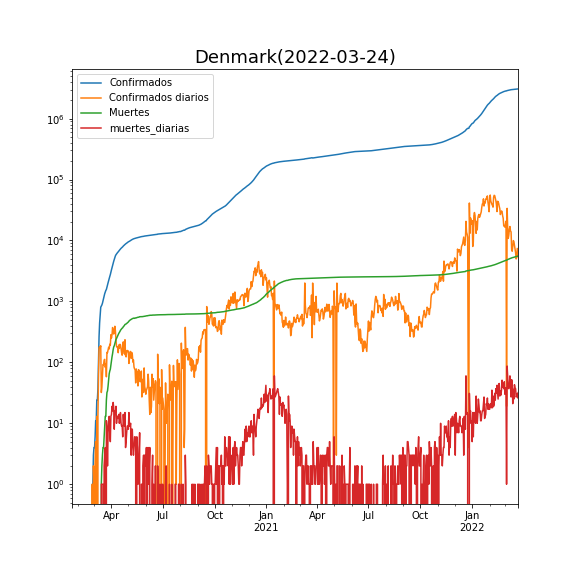 Denmark(2022-03-24)
Confirmados
Confirmados diarios
Muertes
muertes_diarias
10⁶
10⁵
10⁴
10³
10²
10¹
10⁰
Apr Jul Oct Jan Apr Jul Oct Jan
2021 2022